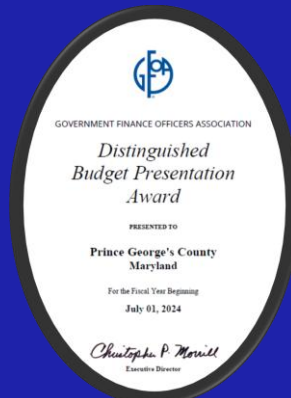 GFOA
GOVERNMENT FINANCE OFFICERS ASSOCIATION
Distinguished
Budget Presentation
Award
PRESENTED TO
Prince George's County
Maryland
For the Fiscal Year Beginning
July 01, 2024
Christopher P. Morrill
Executive Director